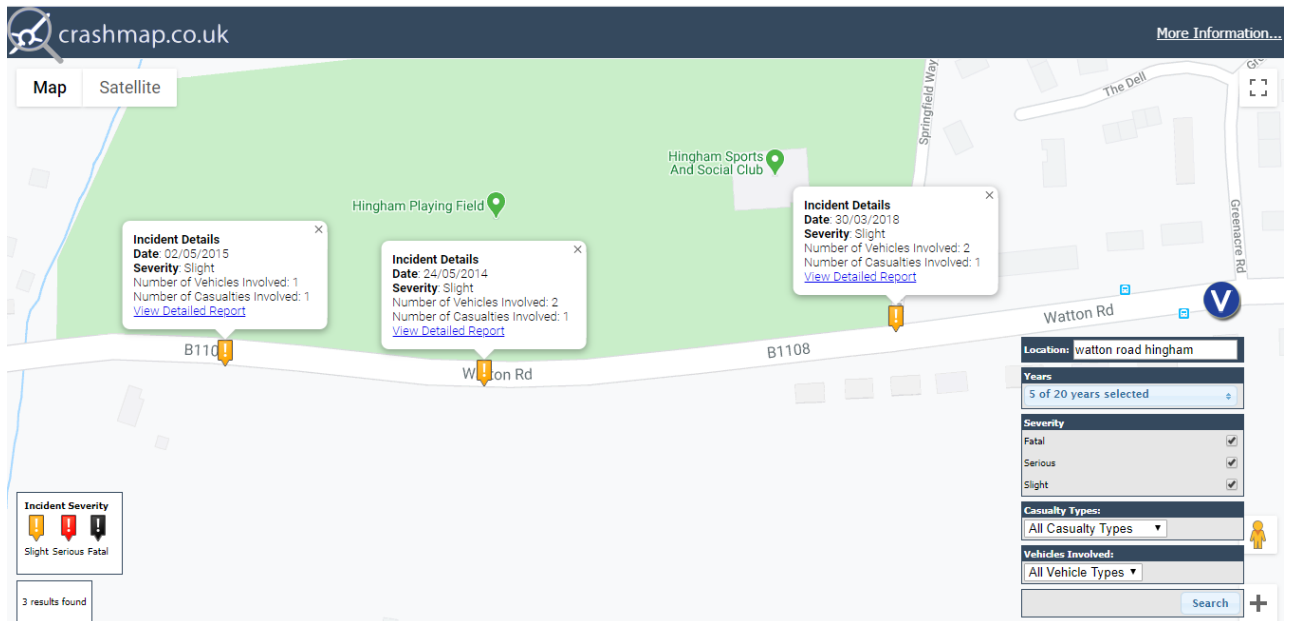 crashmap.co.uk
More Information...
Map
Satellite
Springfield Way
The Dell
Gr
Hingham Sports
And Social Club
Hingham Playing Field
Greenacre Rd
Incident Details
Date: 02/05/2015
Severity: Slight
Number of Vehicles Involved: 1
Number of Casualties Involved: 1
View Detailed Report
Incident Details
Date: 24/05/2014
Severity: Slight
Number of Vehicles Involved: 2
Number of Casualties Involved: 1
View Detailed Report
Incident Details
Date: 30/03/2018
Severity: Slight
Number of Vehicles Involved: 2
Number of Casualties Involved: 1
View Detailed Report
V
Watton Rd
B110
W ton Rd
B1108
Location: watton road hingham
Years
5 of 20 years selected
Severity
Fatal
Serious
Slight
Casualty Types:
All Casualty Types
Vehicles Involved:
All Vehicle Types
Search
Incident Severity
Slight Serious Fatal
3 results found